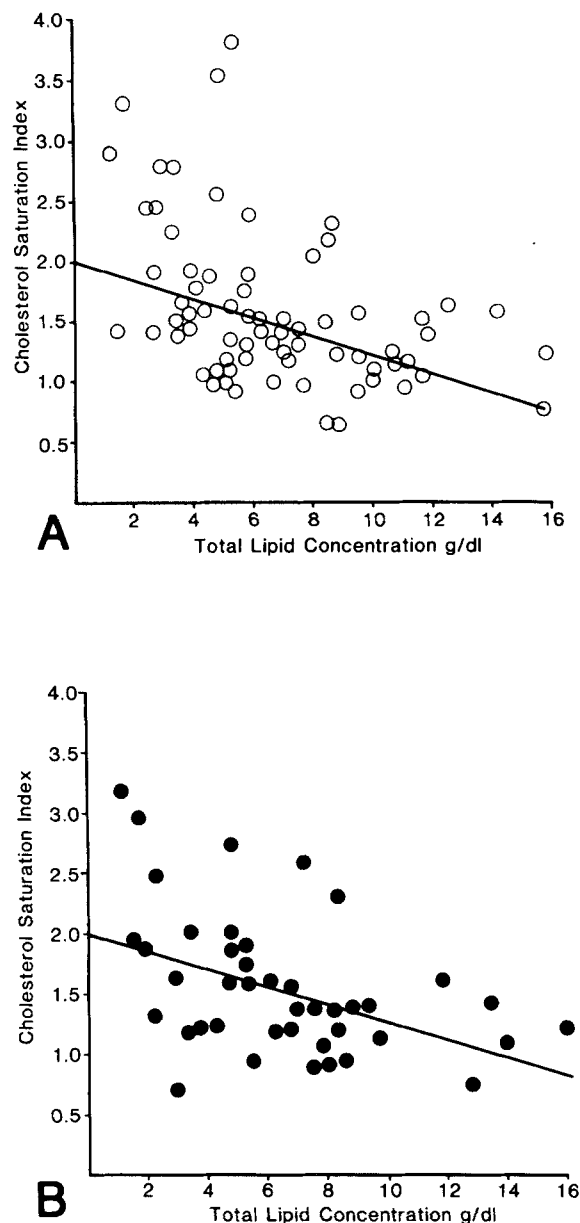 4.0
3.5
3.0
2.5
2.0
1.5
1.0
0.5
Cholesterol Saturation Index
2 4 6 8 10 12 14 16
A
Total Lipid Concentration g/dl
4.0
3.5
3.0
2.5
2.0
1.5
1.0
0.5
Cholesterol Saturation Index
2 4 6 8 10 12 14 16
B
Total Lipid Concentration g/dl